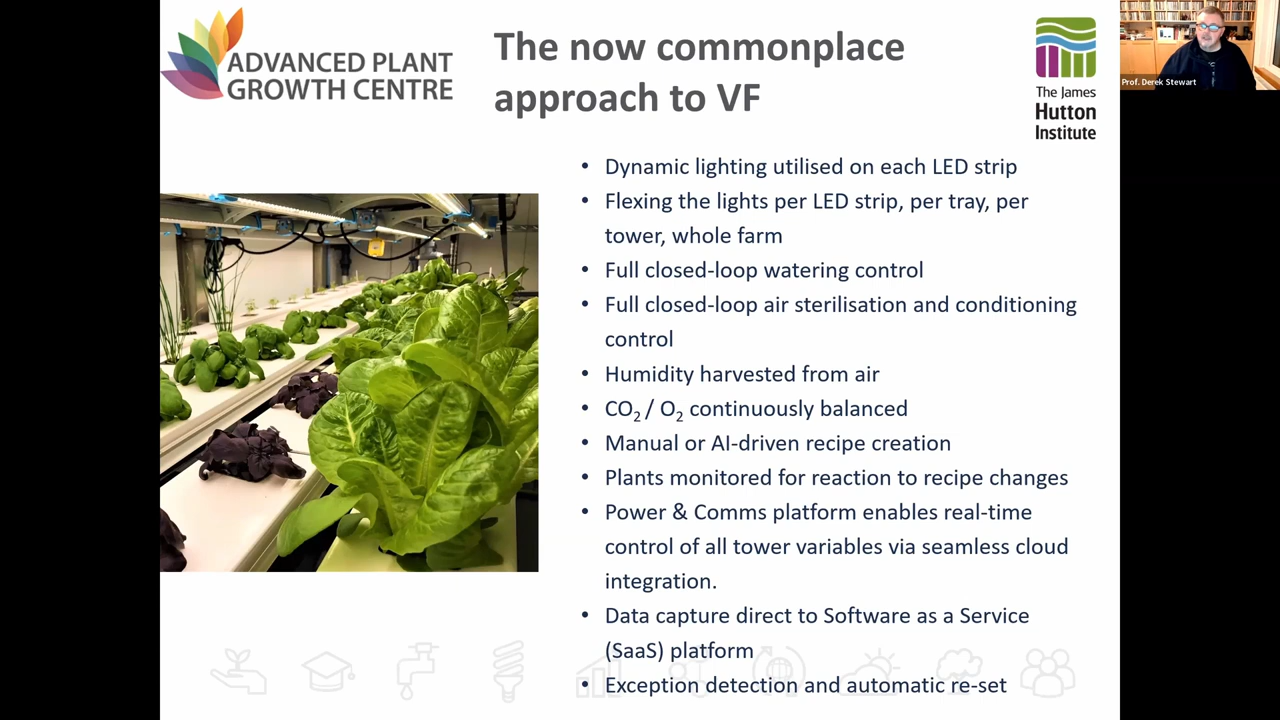 ADVANCED PLANT
GROWTH CENTRE
The now commonplace
approach to VF
The James
Hutton
Institute
Prof. Derek Stewart
• Dynamic lighting utilised on each LED strip
• Flexing the lights per LED strip, per tray, per
tower, whole farm
• Full closed-loop watering control
• Full closed-loop air sterilisation and conditioning
control
• Humidity harvested from air
• CO₂ / O₂ continuously balanced
• Manual or AI-driven recipe creation
• Plants monitored for reaction to recipe changes
• Power & Comms platform enables real-time
control of all tower variables via seamless cloud
integration.
• Data capture direct to Software as a Service
(SaaS) platform
• Exception detection and automatic re-set